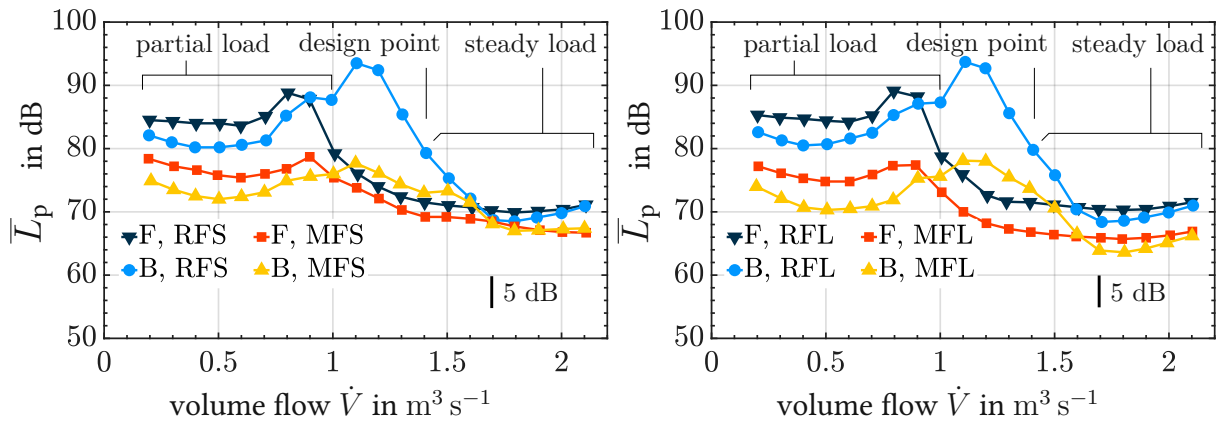 100
90
80
70
60
50
L̅p in dB
partial load design point steady load
F, RFS F, MFS
B, RFS B, MFS
5 dB
0 0.5 1 1.5 2
volume flow V̇ in m³ s⁻¹
100
90
80
70
60
50
L̅p in dB
partial load design point steady load
F, RFL F, MFL
B, RFL B, MFL
5 dB
0 0.5 1 1.5 2
volume flow V̇ in m³ s⁻¹